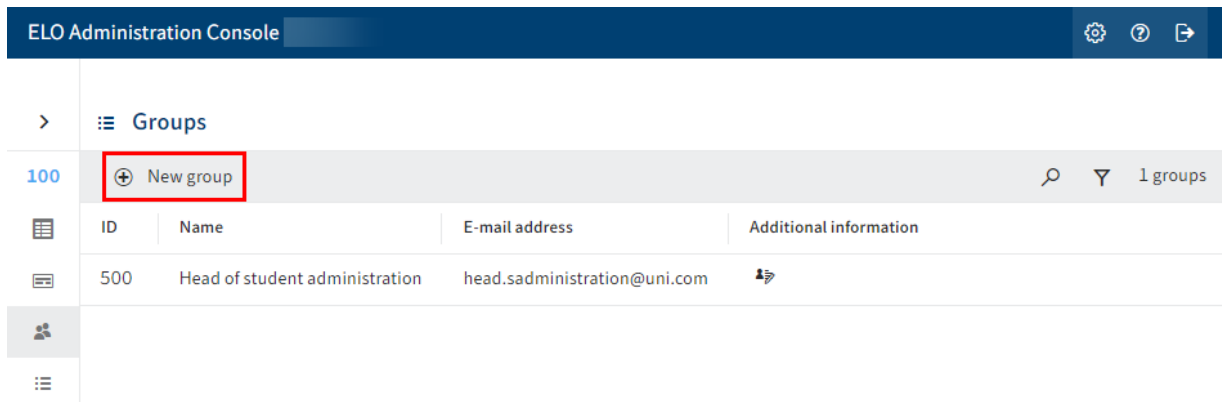 ELO Administration Console
Groups
100
New group
1 groups
ID Name E-mail address Additional information
500 Head of student administration head.sadministration@uni.com